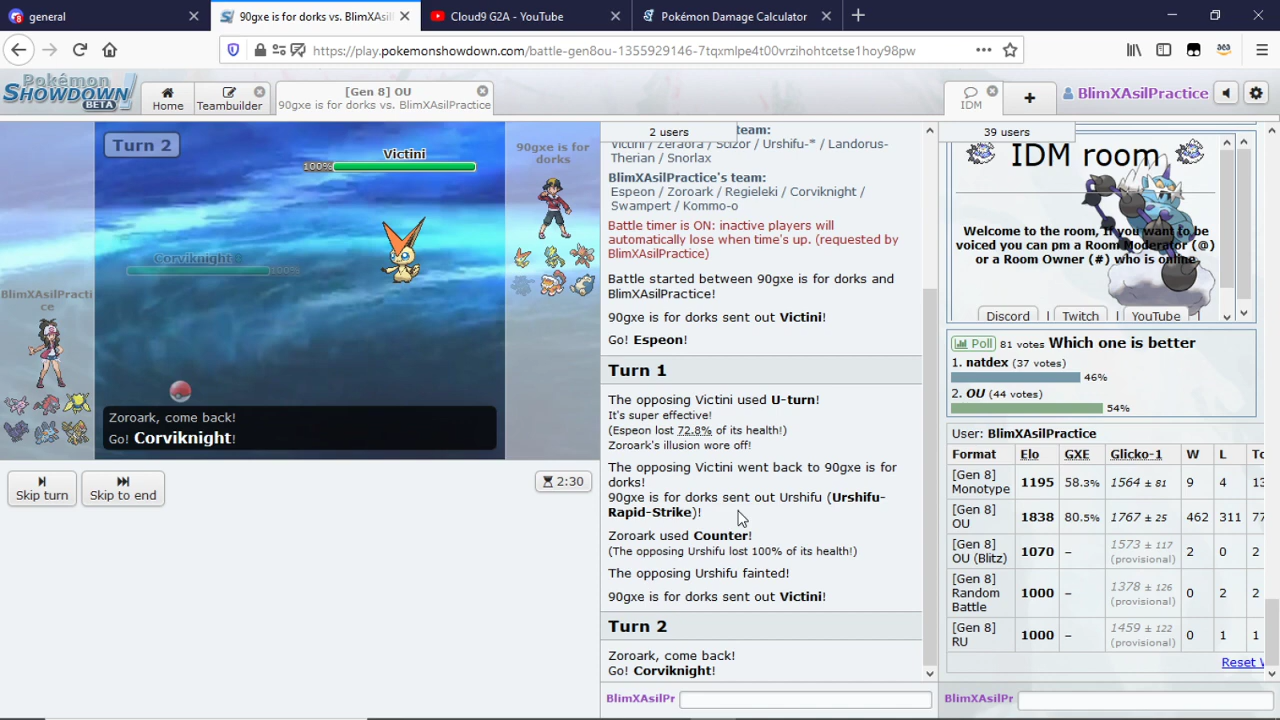 general
90gxe is for dorks vs. BlimXAsil
Cloud9 G2A - YouTube
Pokémon Damage Calculator
https://play.pokemonshowdown.com/battle-gen8ou-1355929146-7tqxmlpe4t00vrzihohtcetse1hoy98pw
Pokémon
SHOWDOWN!
BETA
Home
Teambuilder
[Gen 8] OU
90gxe is for dorks vs. BlimXAsilPractice
IDM
BlimXAsilPractice
Turn 2
Victini
100%
Corviknight
100%
90gxe is for
dorks
BlimXAsilPracti
ce
Zoroark, come back!
Go! Corviknight!
Skip turn
Skip to end
2:30
2 users
team:
Victini / Zeraora / Scizor / Urshifu-* / Landorus-
Therian / Snorlax
BlimXAsilPractice's team:
Espeon / Zoroark / Regieleki / Corviknight /
Swampert / Kommo-o
Battle timer is ON: inactive players will
automatically lose when time's up. (requested by
BlimXAsilPractice)
Battle started between 90gxe is for dorks and
BlimXAsilPractice!
90gxe is for dorks sent out Victini!
Go! Espeon!
Turn 1
The opposing Victini used U-turn!
It's super effective!
(Espeon lost 72.8% of its health!)
Zoroark's illusion wore off!
The opposing Victini went back to 90gxe is for
dorks!
90gxe is for dorks sent out Urshifu (Urshifu-
Rapid-Strike)!
Zoroark used Counter!
(The opposing Urshifu lost 100% of its health!)
The opposing Urshifu fainted!
90gxe is for dorks sent out Victini!
Turn 2
Zoroark, come back!
Go! Corviknight!
BlimXAsilPr
39 users
IDM room
Welcome to the room, If you want to be
voiced you can pm a Room Moderator (@)
or a Room Owner (#) who is online.
Discord | Twitch | YouTube |
Poll 81 votes Which one is better
1. natdex (37 votes)
46%
2. OU (44 votes)
54%
User: BlimXAsilPractice
Format Elo GXE Glicko-1 W L To
[Gen 8] Monotype 1195 58.3% 1564 ± 81 9 4 13
[Gen 8] OU 1838 80.5% 1767 ± 25 462 311 77
[Gen 8] OU (Blitz) 1070 – 1573 ± 117 (provisional) 2 0 2
[Gen 8] Random Battle 1000 – 1378 ± 126 (provisional) 0 2 2
[Gen 8] RU 1000 – 1459 ± 122 (provisional) 0 1 1
Reset W
BlimXAsilPr